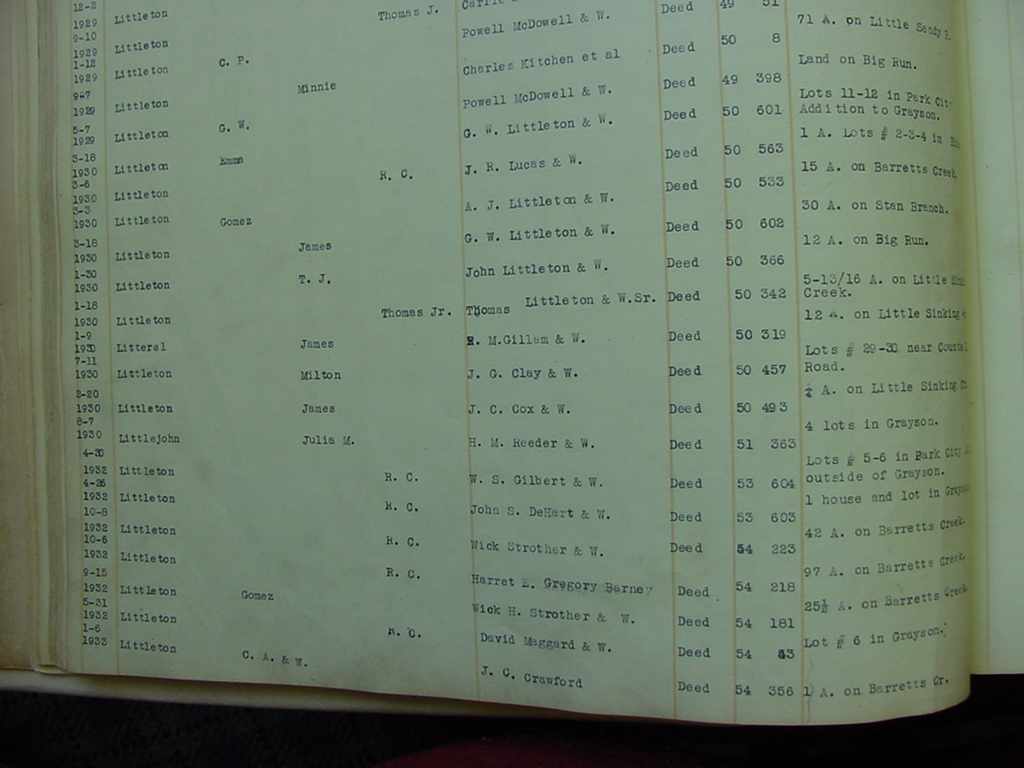 12-2
1929 Littleton Thomas J. Carrie Deed 49 51
9-10 Powell McDowell & W. 71 A. on Little Sandy R.
1929 Littleton C. P. Deed 50 8
1-12 Charles Kitchen et al Land on Big Run.
1929 Littleton Minnie Deed 49 398
9-7 Powell McDowell & W. Lots 11-12 in Park City
1929 Littleton Deed 50 601 Addition to Grayson.
5-7 G. W. G. W. Littleton & W. 1 A. Lots # 2-3-4 in
1929 Littleton Deed 50 563
3-18 Emma J. R. Lucas & W. 15 A. on Barretts Creek.
1930 Littleton R. C. Deed 50 533
3-6 A. J. Littleton & W. 30 A. on Stan Branch.
1930 Littleton Deed 50 602
3-3
1930 Littleton Gomez G. W. Littleton & W. 12 A. on Big Run.
3-18 James Deed 50 366
1930 Littleton John Littleton & W. 5-13/16 A. on Little Sink
1-30 T. J. Deed 50 342 Creek.
1930 Littleton
1-18 Thomas Jr. Thomas Littleton & W.Sr. 12 A. on Little Sinking
1930 Littleton Deed 50 319
1-9
1930 Litteral James R. M.Gillem & W. Lots # 29-30 near
7-11 Deed 50 457 Road.
1930 Littleton Milton J. G. Clay & W. A. on Little Sinking
2-20 Deed 50 493
1930 Littleton James J. C. Cox & W. 4 lots in Grayson.
8-7
1930 Littlejohn Julia M. H. M. Reeder & W. Deed 51 363
4-30 Lots # 5-6 in Park City
1932 Littleton R. C. W. S. Gilbert & W. Deed 53 604 outside of Grayson.
4-26 1 house and lot in Grayson
1932 Littleton R. C. John S. DeHart & W. Deed 53 603
10-8 42 A. on Barretts Creek.
1932 Littleton R. C. Wick Strother & W. Deed 54 223
10-6
1932 Littleton 97 A. on Barretts Creek.
9-15 R. C. Harret E. Gregory Barney Deed 54 218
1932 Littleton Gomez 25½ A. on Barretts Creek.
5-31 Wick H. Strother & W. Deed 54 181
1932 Littleton R. C. Lot # 6 in Grayson.
1-6 David Maggard & W. Deed 54 43
1933 Littleton C. A. & W. J. C. Crawford Deed 54 356 1 A. on Barretts Cr.